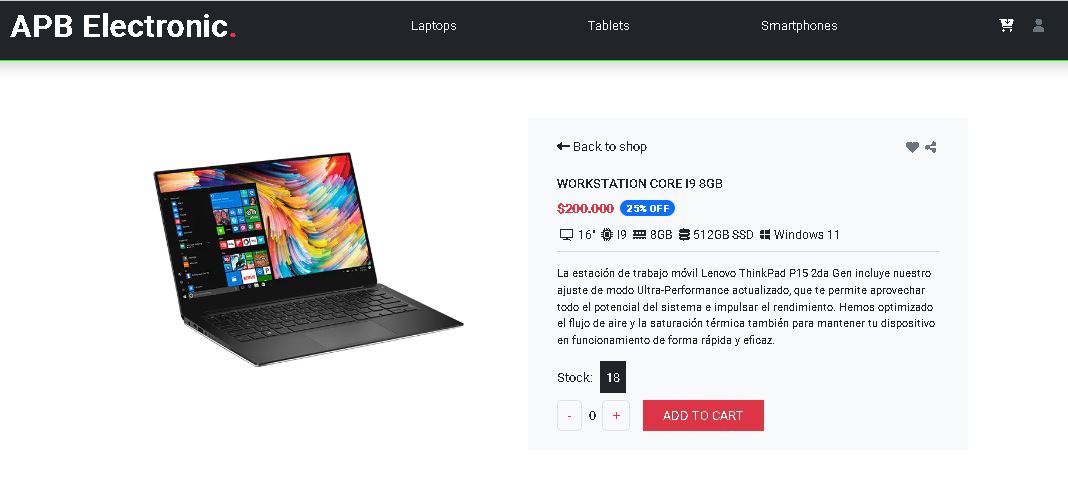 APB Electronic.
Laptops
Tablets
Smartphones
Back to shop
WORKSTATION CORE I9 8GB
$200.000 25% OFF
16" I9 8GB 512GB SSD Windows 11
La estación de trabajo móvil Lenovo ThinkPad P15 2da Gen incluye nuestro
ajuste de modo Ultra-Performance actualizado, que te permite aprovechar
todo el potencial del sistema e impulsar el rendimiento. Hemos optimizado
el flujo de aire y la saturación térmica también para mantener tu dispositivo
en funcionamiento de forma rápida y eficaz.
Stock: 18
- 0 + ADD TO CART